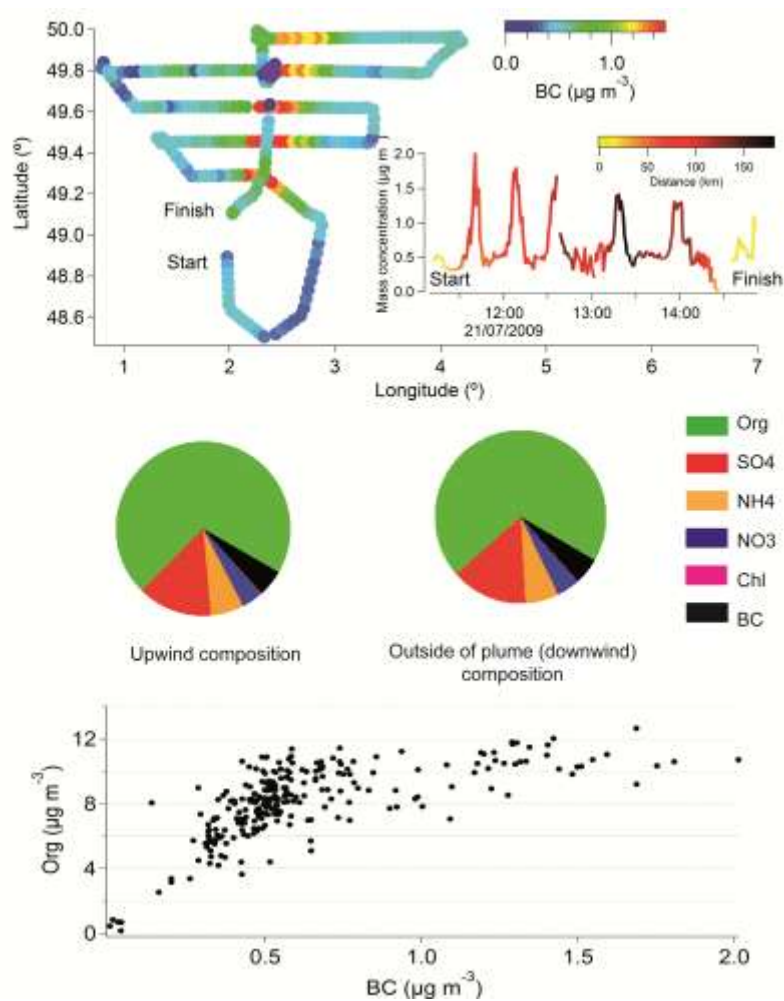 50.0
49.8
49.6
49.4
49.2
49.0
48.8
48.6
Latitude (º)
0.0
1.0
BC (µg m⁻³)
Finish
Start
Mass concentration (µg m
2.0
1.5
1.0
0.5
0.0
0
50
100
150
Distance (km)
Start
Finish
12:00
13:00
14:00
21/07/2009
1
2
3
4
5
6
7
Longitude (º)
Org
SO4
NH4
NO3
Chl
BC
Upwind composition
Outside of plume (downwind)
composition
Org (µg m⁻³)
12
8
4
0
0.5
1.0
1.5
2.0
BC (µg m⁻³)